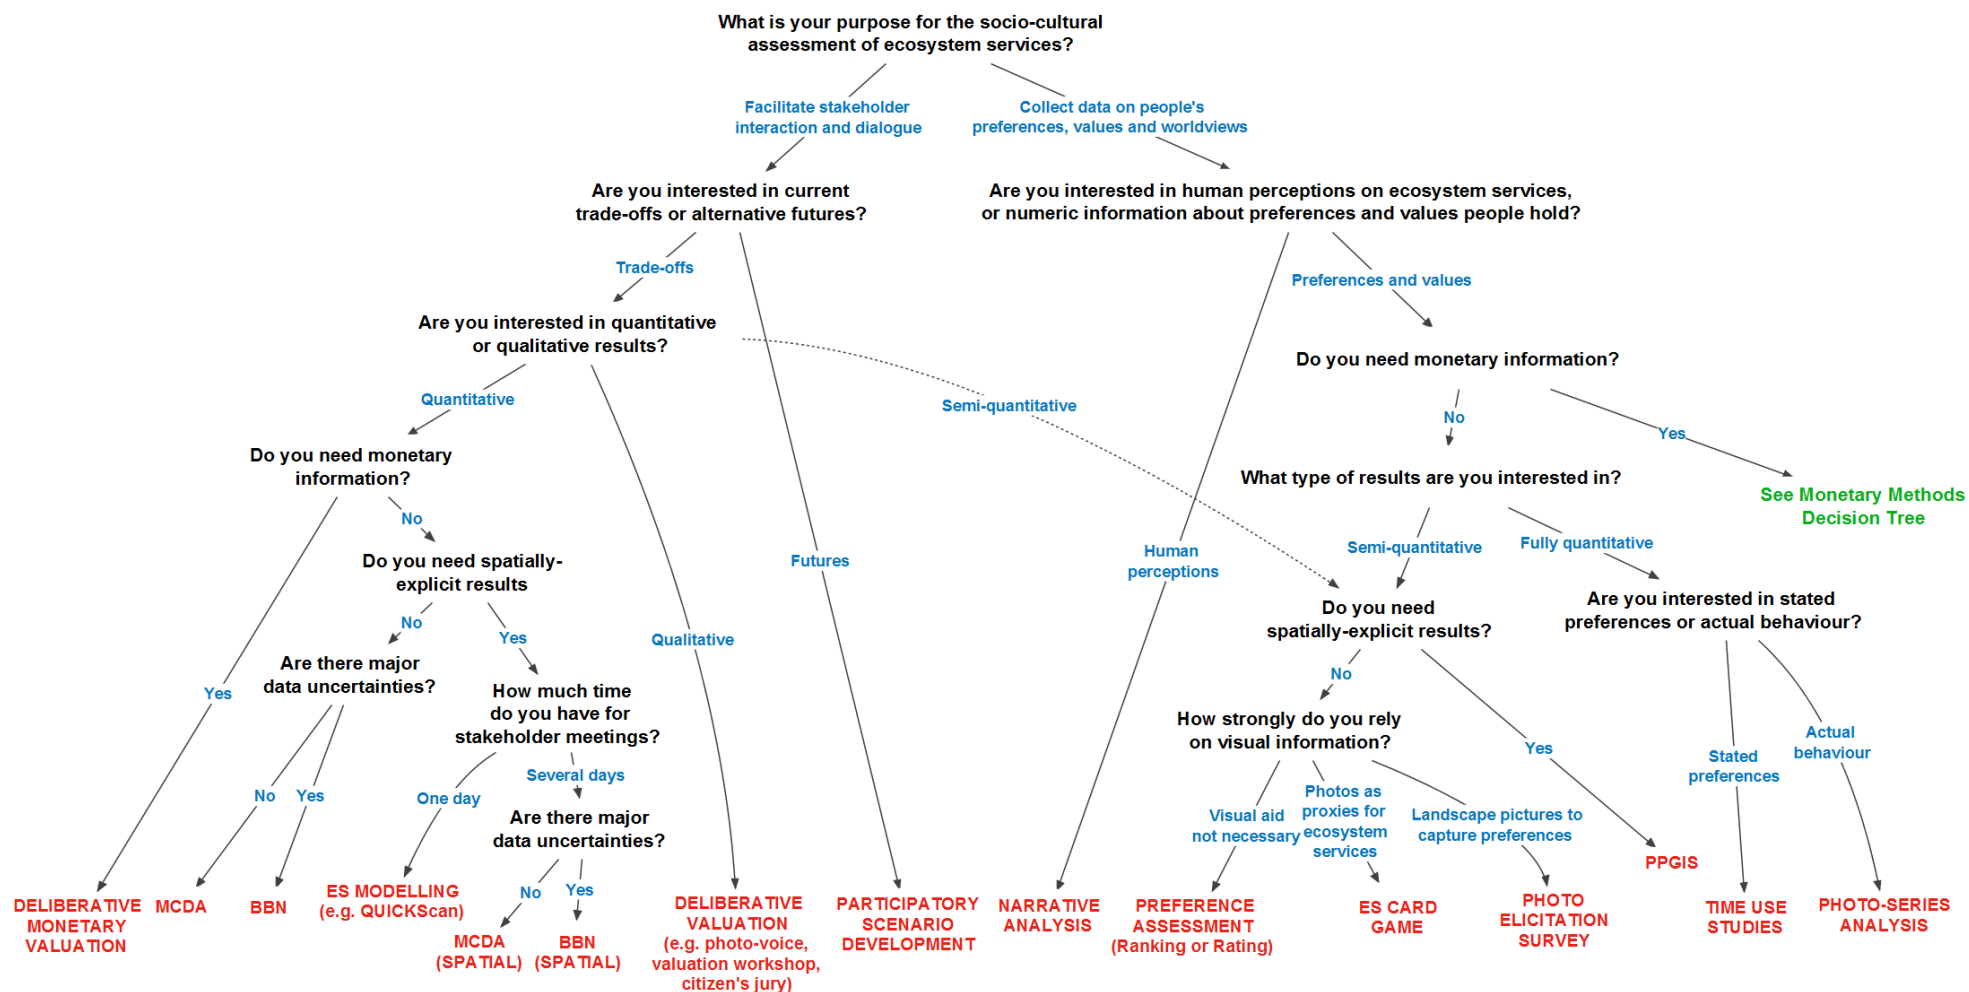 What is your purpose for the socio-cultural
assessment of ecosystem services?
Facilitate stakeholder
interaction and dialogue
Collect data on people's
preferences, values and worldviews
Are you interested in current
trade-offs or alternative futures?
Are you interested in human perceptions on ecosystem services,
or numeric information about preferences and values people hold?
Trade-offs
Preferences and values
Are you interested in quantitative
or qualitative results?
Do you need monetary information?
Quantitative
Semi-quantitative
No
Yes
Do you need monetary
information?
What type of results are you interested in?
See Monetary Methods
Decision Tree
No
Semi-quantitative
Fully quantitative
Do you need spatially-
explicit results
Futures
Human
perceptions
Do you need
spatially-explicit results?
Are you interested in stated
preferences or actual behaviour?
No
Yes
Qualitative
Are there major
data uncertainties?
No
Yes
How much time
do you have for
stakeholder meetings?
How strongly do you rely
on visual information?
Yes
Actual
behaviour
Stated
preferences
No
Yes
One day
Several days
Visual aid
not necessary
Photos as
proxies for
ecosystem
services
Landscape pictures to
capture preferences
Are there major
data uncertainties?
PPGIS
No
Yes
DELIBERATIVE
MONETARY
VALUATION
MCDA
BBN
ES MODELLING
(e.g. QUICKScan)
MCDA
(SPATIAL)
BBN
(SPATIAL)
DELIBERATIVE
VALUATION
(e.g. photo-voice,
valuation workshop,
citizen's jury)
PARTICIPATORY
SCENARIO
DEVELOPMENT
NARRATIVE
ANALYSIS
PREFERENCE
ASSESSMENT
(Ranking or Rating)
ES CARD
GAME
PHOTO
ELICITATION
SURVEY
TIME USE
STUDIES
PHOTO-SERIES
ANALYSIS